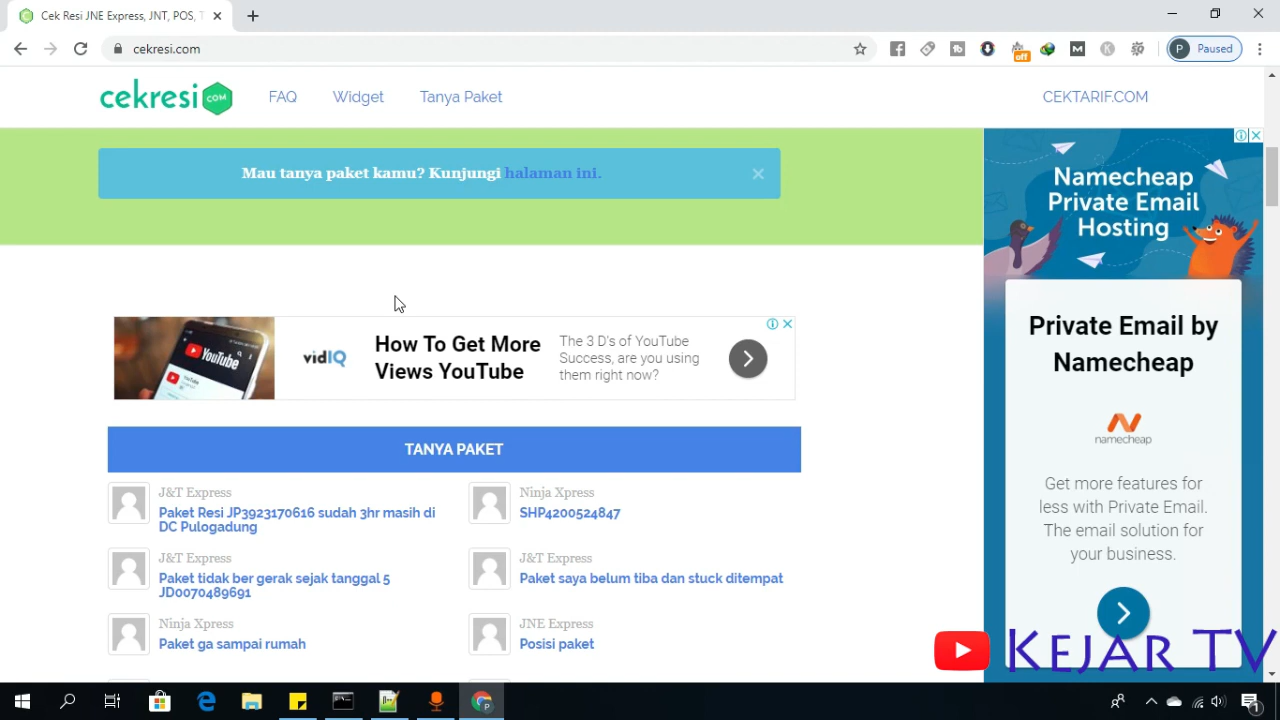 Cek Resi JNE Express, JNT, POS, T
cekresi.com
off
P Paused
cekresi COM
FAQ
Widget
Tanya Paket
CEKTARIF.COM
Mau tanya paket kamu? Kunjungi halaman ini.
×
YouTube
vidIQ
How To Get More
Views YouTube
The 3 D's of YouTube
Success, are you using
them right now?
TANYA PAKET
J&T Express
Paket Resi JP3923170616 sudah 3hr masih di
DC Pulogadung
Ninja Xpress
SHP4200524847
J&T Express
Paket tidak ber gerak sejak tanggal 5
JD0070489691
J&T Express
Paket saya belum tiba dan stuck ditempat
Ninja Xpress
Paket ga sampai rumah
JNE Express
Posisi paket
Namecheap
Private Email
Hosting
Private Email by
Namecheap
namecheap
Get more features for
less with Private Email.
The email solution for
your business.
KEJAR TV